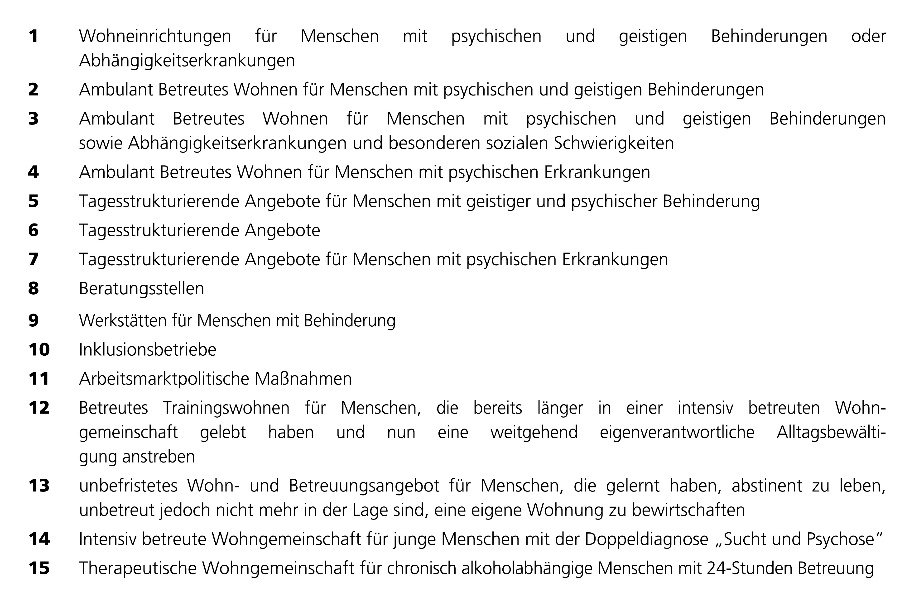 1 Wohneinrichtungen für Menschen mit psychischen und geistigen Behinderungen oder
Abhängigkeitserkrankungen
2 Ambulant Betreutes Wohnen für Menschen mit psychischen und geistigen Behinderungen
3 Ambulant Betreutes Wohnen für Menschen mit psychischen und geistigen Behinderungen
sowie Abhängigkeitserkrankungen und besonderen sozialen Schwierigkeiten
4 Ambulant Betreutes Wohnen für Menschen mit psychischen Erkrankungen
5 Tagesstrukturierende Angebote für Menschen mit geistiger und psychischer Behinderung
6 Tagesstrukturierende Angebote
7 Tagesstrukturierende Angebote für Menschen mit psychischen Erkrankungen
8 Beratungsstellen
9 Werkstätten für Menschen mit Behinderung
10 Inklusionsbetriebe
11 Arbeitsmarktpolitische Maßnahmen
12 Betreutes Trainingswohnen für Menschen, die bereits länger in einer intensiv betreuten Wohn-
gemeinschaft gelebt haben und nun eine weitgehend eigenverantwortliche Alltagsbewälti-
gung anstreben
13 unbefristetes Wohn- und Betreuungsangebot für Menschen, die gelernt haben, abstinent zu leben,
unbetreut jedoch nicht mehr in der Lage sind, eine eigene Wohnung zu bewirtschaften
14 Intensiv betreute Wohngemeinschaft für junge Menschen mit der Doppeldiagnose „Sucht und Psychose“
15 Therapeutische Wohngemeinschaft für chronisch alkoholabhängige Menschen mit 24-Stunden Betreuung